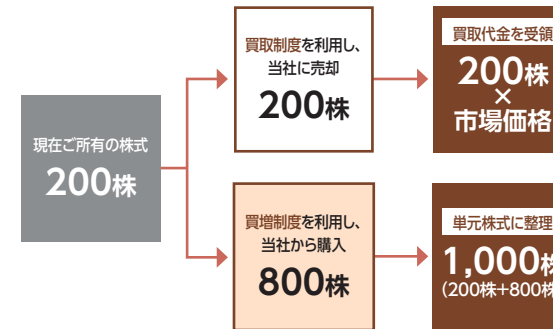 現在ご所有の株式
200株
買取制度を利用し、
当社に売却
200株
買取代金を受領
200株
×
市場価格
買増制度を利用し、
当社から購入
800株
単元株式に整理
1,000株
(200株+800株